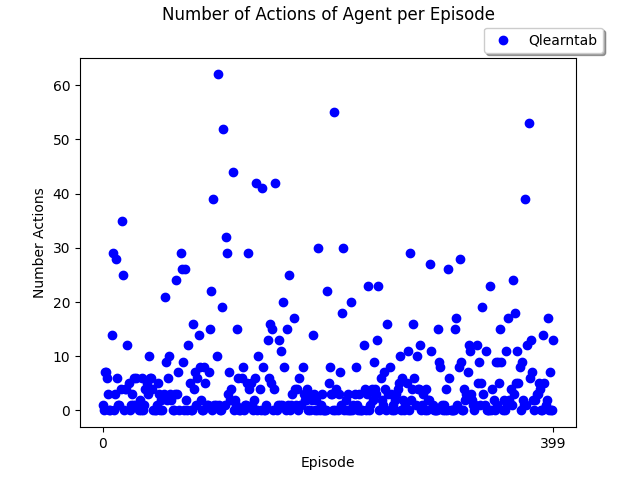 Number of Actions of Agent per Episode
Qlearntab
60
50
40
30
20
10
0
Number Actions
0 399
Episode